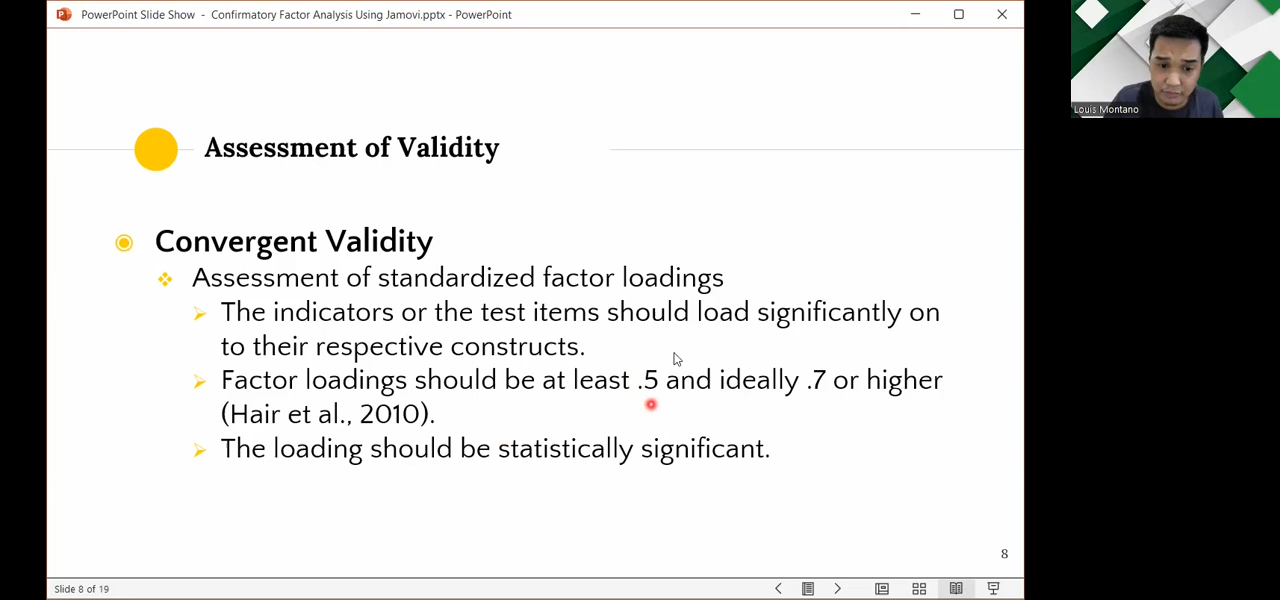 PowerPoint Slide Show - Confirmatory Factor Analysis Using Jamovi.pptx - PowerPoint
Louis Montano
Assessment of Validity
Convergent Validity
Assessment of standardized factor loadings
The indicators or the test items should load significantly on
to their respective constructs.
Factor loadings should be at least .5 and ideally .7 or higher
(Hair et al., 2010).
The loading should be statistically significant.
8
Slide 8 of 19